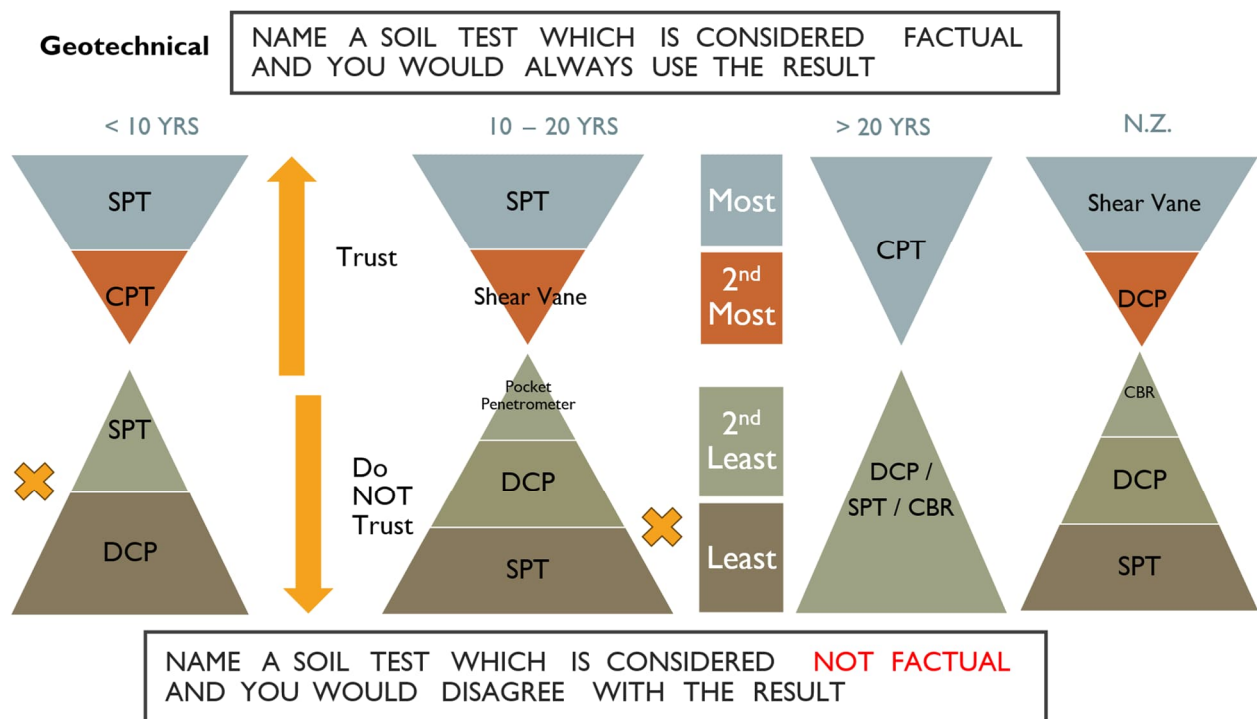 Geotechnical
NAME A SOIL TEST WHICH IS CONSIDERED FACTUAL
AND YOU WOULD ALWAYS USE THE RESULT
< 10 YRS
10 – 20 YRS
> 20 YRS
N.Z.
SPT
CPT
Trust
SPT
Shear Vane
Most
2nd
Most
CPT
Shear Vane
DCP
SPT
DCP
Do
NOT
Trust
Pocket
Penetrometer
DCP
SPT
2nd
Least
Least
DCP /
SPT / CBR
CBR
DCP
SPT
NAME A SOIL TEST WHICH IS CONSIDERED NOT FACTUAL
AND YOU WOULD DISAGREE WITH THE RESULT